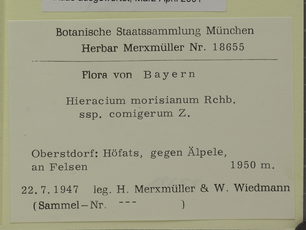 Botanische Staatssammlung München
Herbar Merxmüller Nr. 18655
Flora von Bayern
Hieracium morisianum Rchb.
ssp. comigerum Z.
Oberstdorf: Höfats, gegen Älpele,
an Felsen 1950 m.
22.7.1947 leg. H. Merxmüller & W. Wiedmann
(Sammel-Nr. --- )